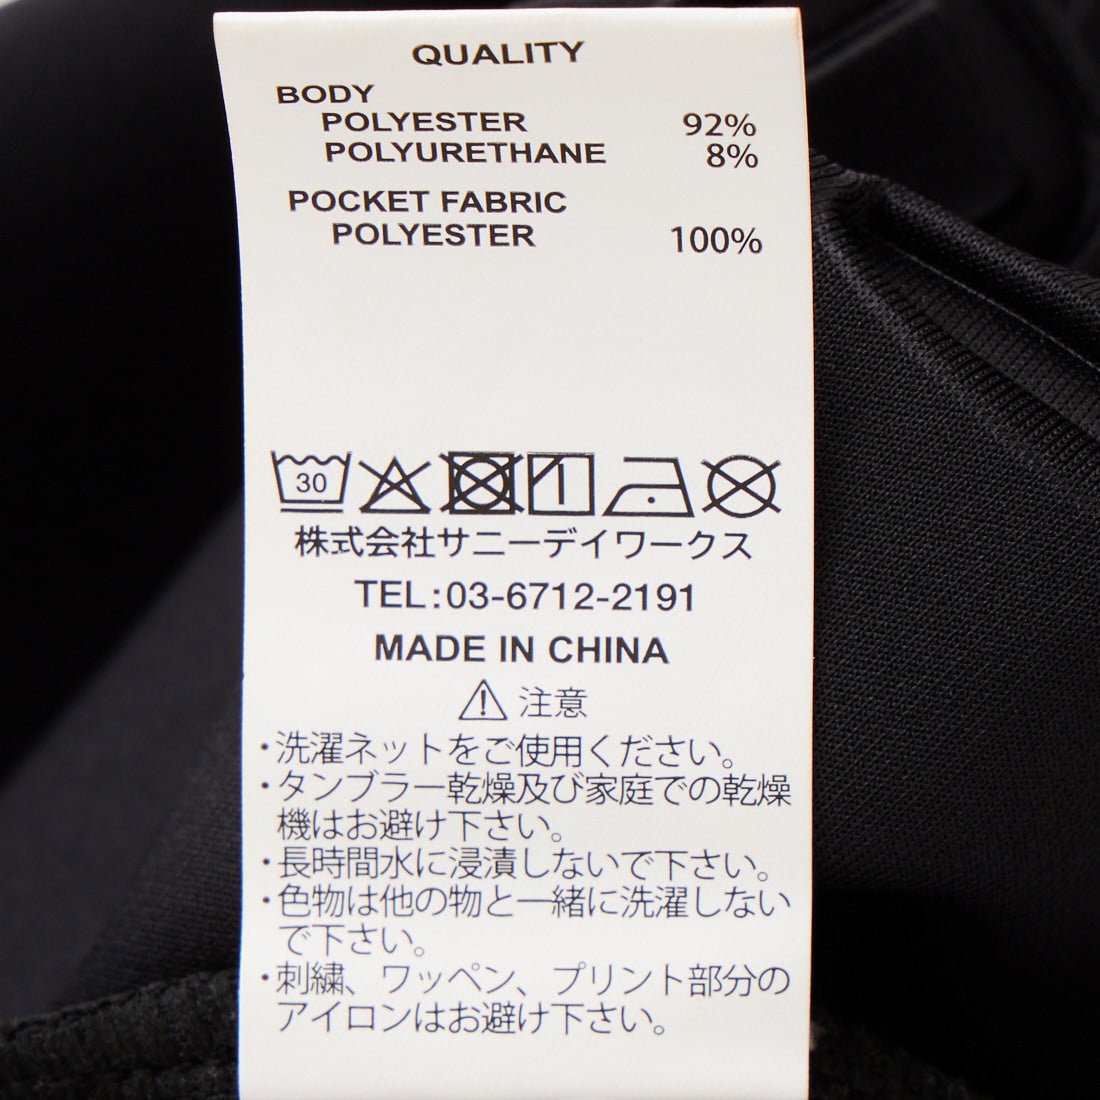 QUALITY
BODY
POLYESTER 92%
POLYURETHANE 8%
POCKET FABRIC
POLYESTER 100%
30
株式会社サニーデイワークス
TEL:03-6712-2191
MADE IN CHINA
注意
・洗濯ネットをご使用ください。
・タンブラー乾燥及び家庭での乾燥
機はお避け下さい。
・長時間水に浸漬しないで下さい。
・色物は他の物と一緒に洗濯しない
で下さい。
・刺繍、ワッペン、プリント部分の
アイロンはお避け下さい。